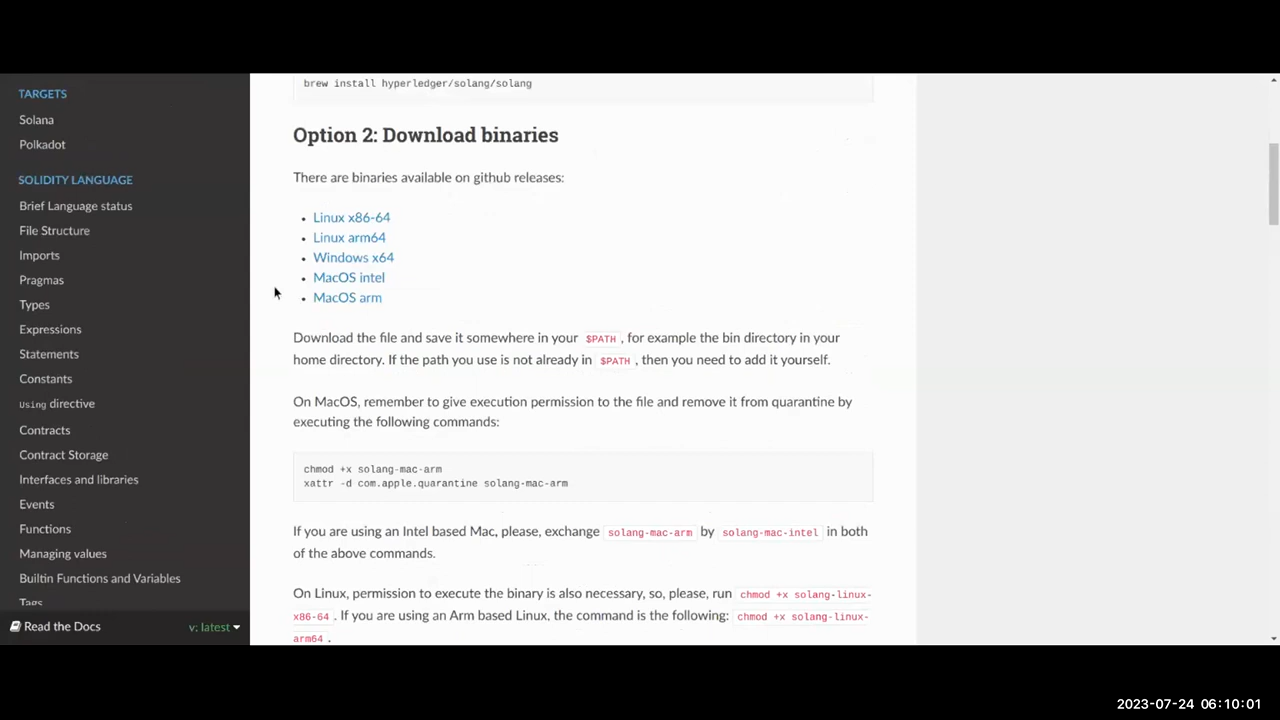 TARGETS
Solana
Polkadot
SOLIDITY LANGUAGE
Brief Language status
File Structure
Imports
Pragmas
Types
Expressions
Statements
Constants
using directive
Contracts
Contract Storage
Interfaces and libraries
Events
Functions
Managing values
Builtin Functions and Variables
Tags
Read the Docs
v: latest
brew install hyperledger/solang/solang
Option 2: Download binaries
There are binaries available on github releases:
• Linux x86-64
• Linux arm64
• Windows x64
• MacOS intel
• MacOS arm
Download the file and save it somewhere in your $PATH , for example the bin directory in your
home directory. If the path you use is not already in $PATH , then you need to add it yourself.
On MacOS, remember to give execution permission to the file and remove it from quarantine by
executing the following commands:
chmod +x solang-mac-arm
xattr -d com.apple.quarantine solang-mac-arm
If you are using an Intel based Mac, please, exchange solang-mac-arm by solang-mac-intel in both
of the above commands.
On Linux, permission to execute the binary is also necessary, so, please, run chmod +x solang-linux-
x86-64 . If you are using an Arm based Linux, the command is the following: chmod +x solang-linux-
arm64 .
2023-07-24 06:10:01